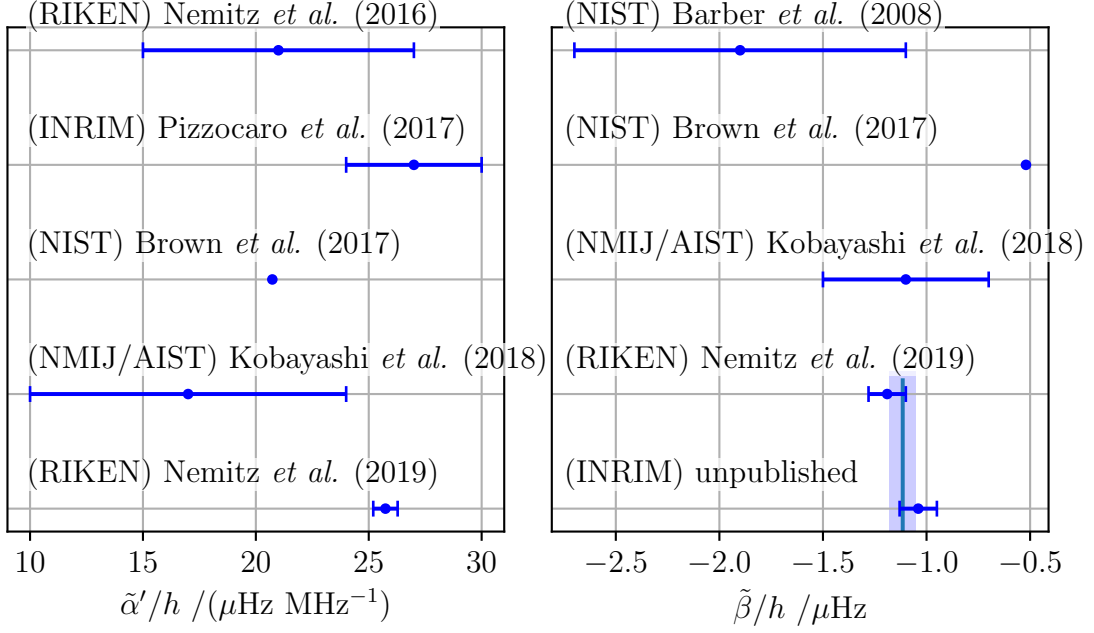 (RIKEN) Nemitz et al. (2016)
(INRIM) Pizzocaro et al. (2017)
(NIST) Brown et al. (2017)
(NMIJ/AIST) Kobayashi et al. (2018)
(RIKEN) Nemitz et al. (2019)
10 15 20 25 30
α̃′/h /(μHz MHz⁻¹)
(NIST) Barber et al. (2008)
(NIST) Brown et al. (2017)
(NMIJ/AIST) Kobayashi et al. (2018)
(RIKEN) Nemitz et al. (2019)
(INRIM) unpublished
−2.5 −2.0 −1.5 −1.0 −0.5
β̃/h /μHz